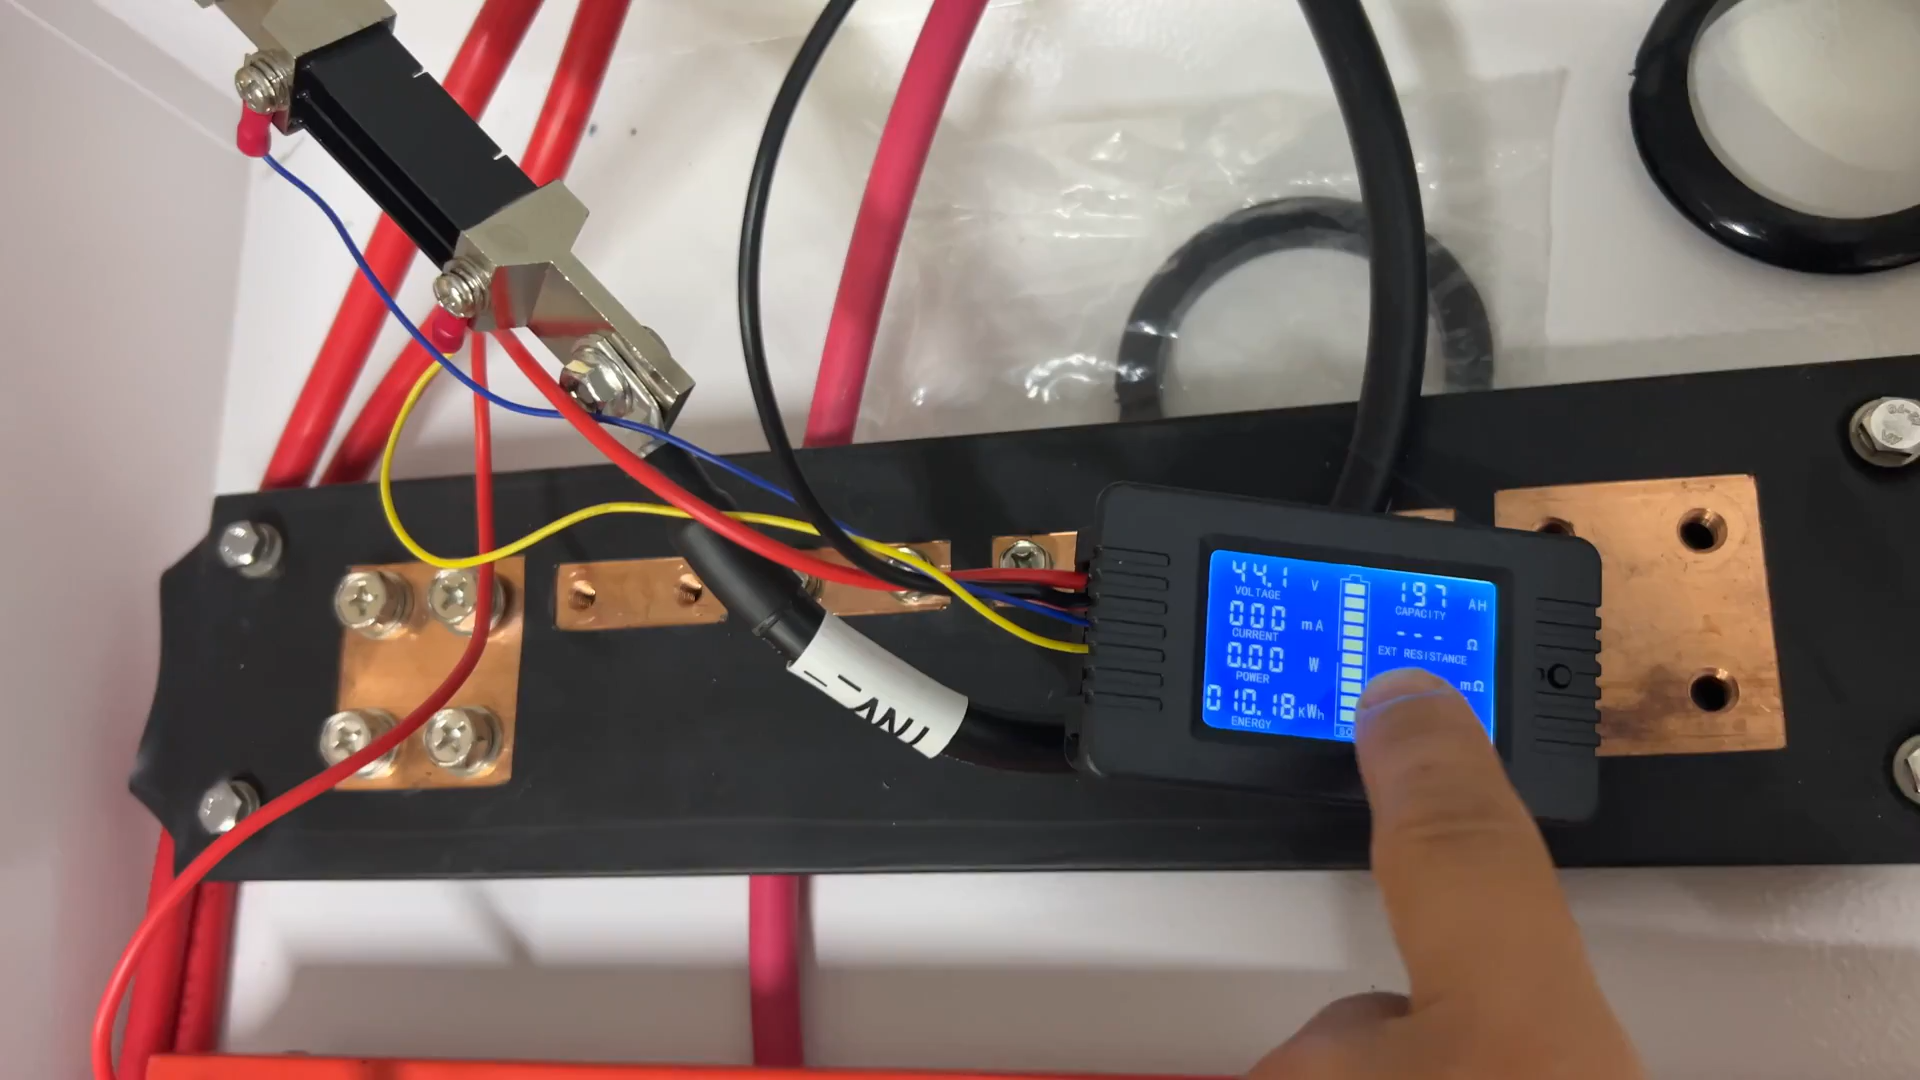 44.1 V
VOLTAGE
000 mA
CURRENT
0.00 W
POWER
010.18 kWh
ENERGY
197 AH
CAPACITY
--- Ω
EXT RESISTANCE
mΩ
INV-